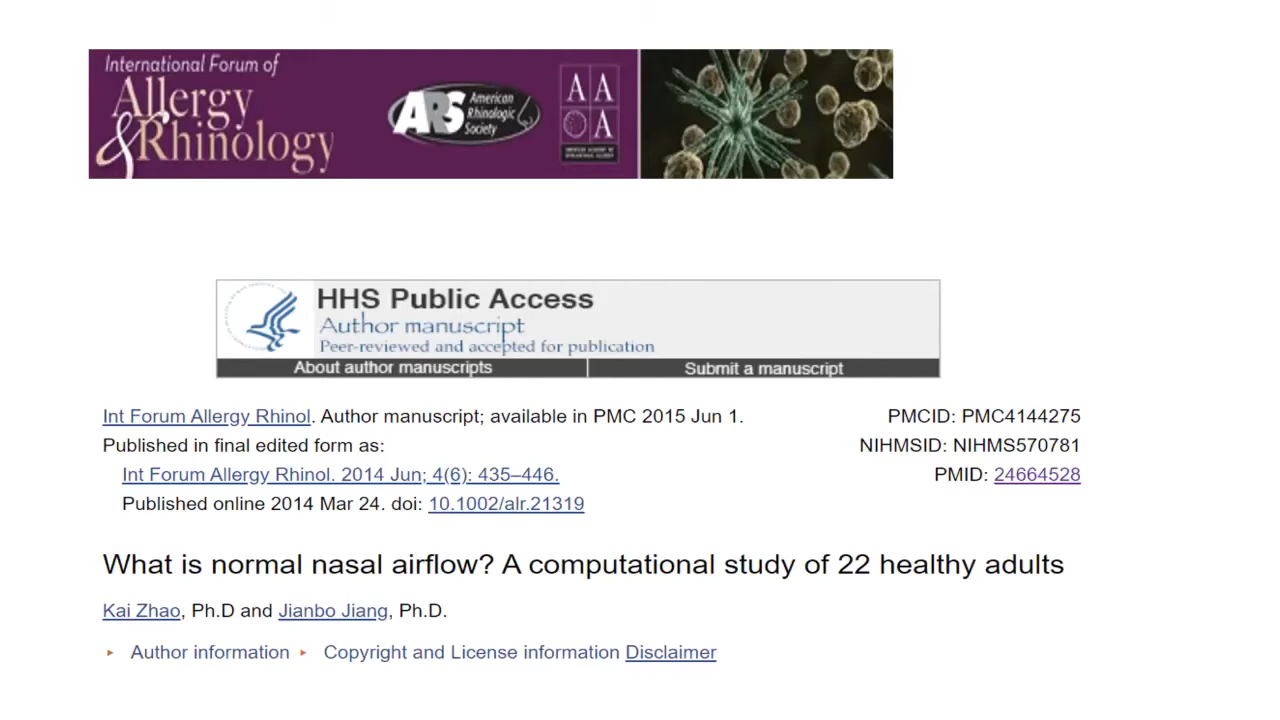 International Forum of
Allergy
& Rhinology
ARS American
Rhinologic
Society
A A
A
HHS Public Access
Author manuscript
Peer-reviewed and accepted for publication
About author manuscripts Submit a manuscript
Int Forum Allergy Rhinol. Author manuscript; available in PMC 2015 Jun 1. PMCID: PMC4144275
Published in final edited form as: NIHMSID: NIHMS570781
Int Forum Allergy Rhinol. 2014 Jun; 4(6): 435–446. PMID: 24664528
Published online 2014 Mar 24. doi: 10.1002/alr.21319
What is normal nasal airflow? A computational study of 22 healthy adults
Kai Zhao, Ph.D and Jianbo Jiang, Ph.D.
Author information Copyright and License information Disclaimer